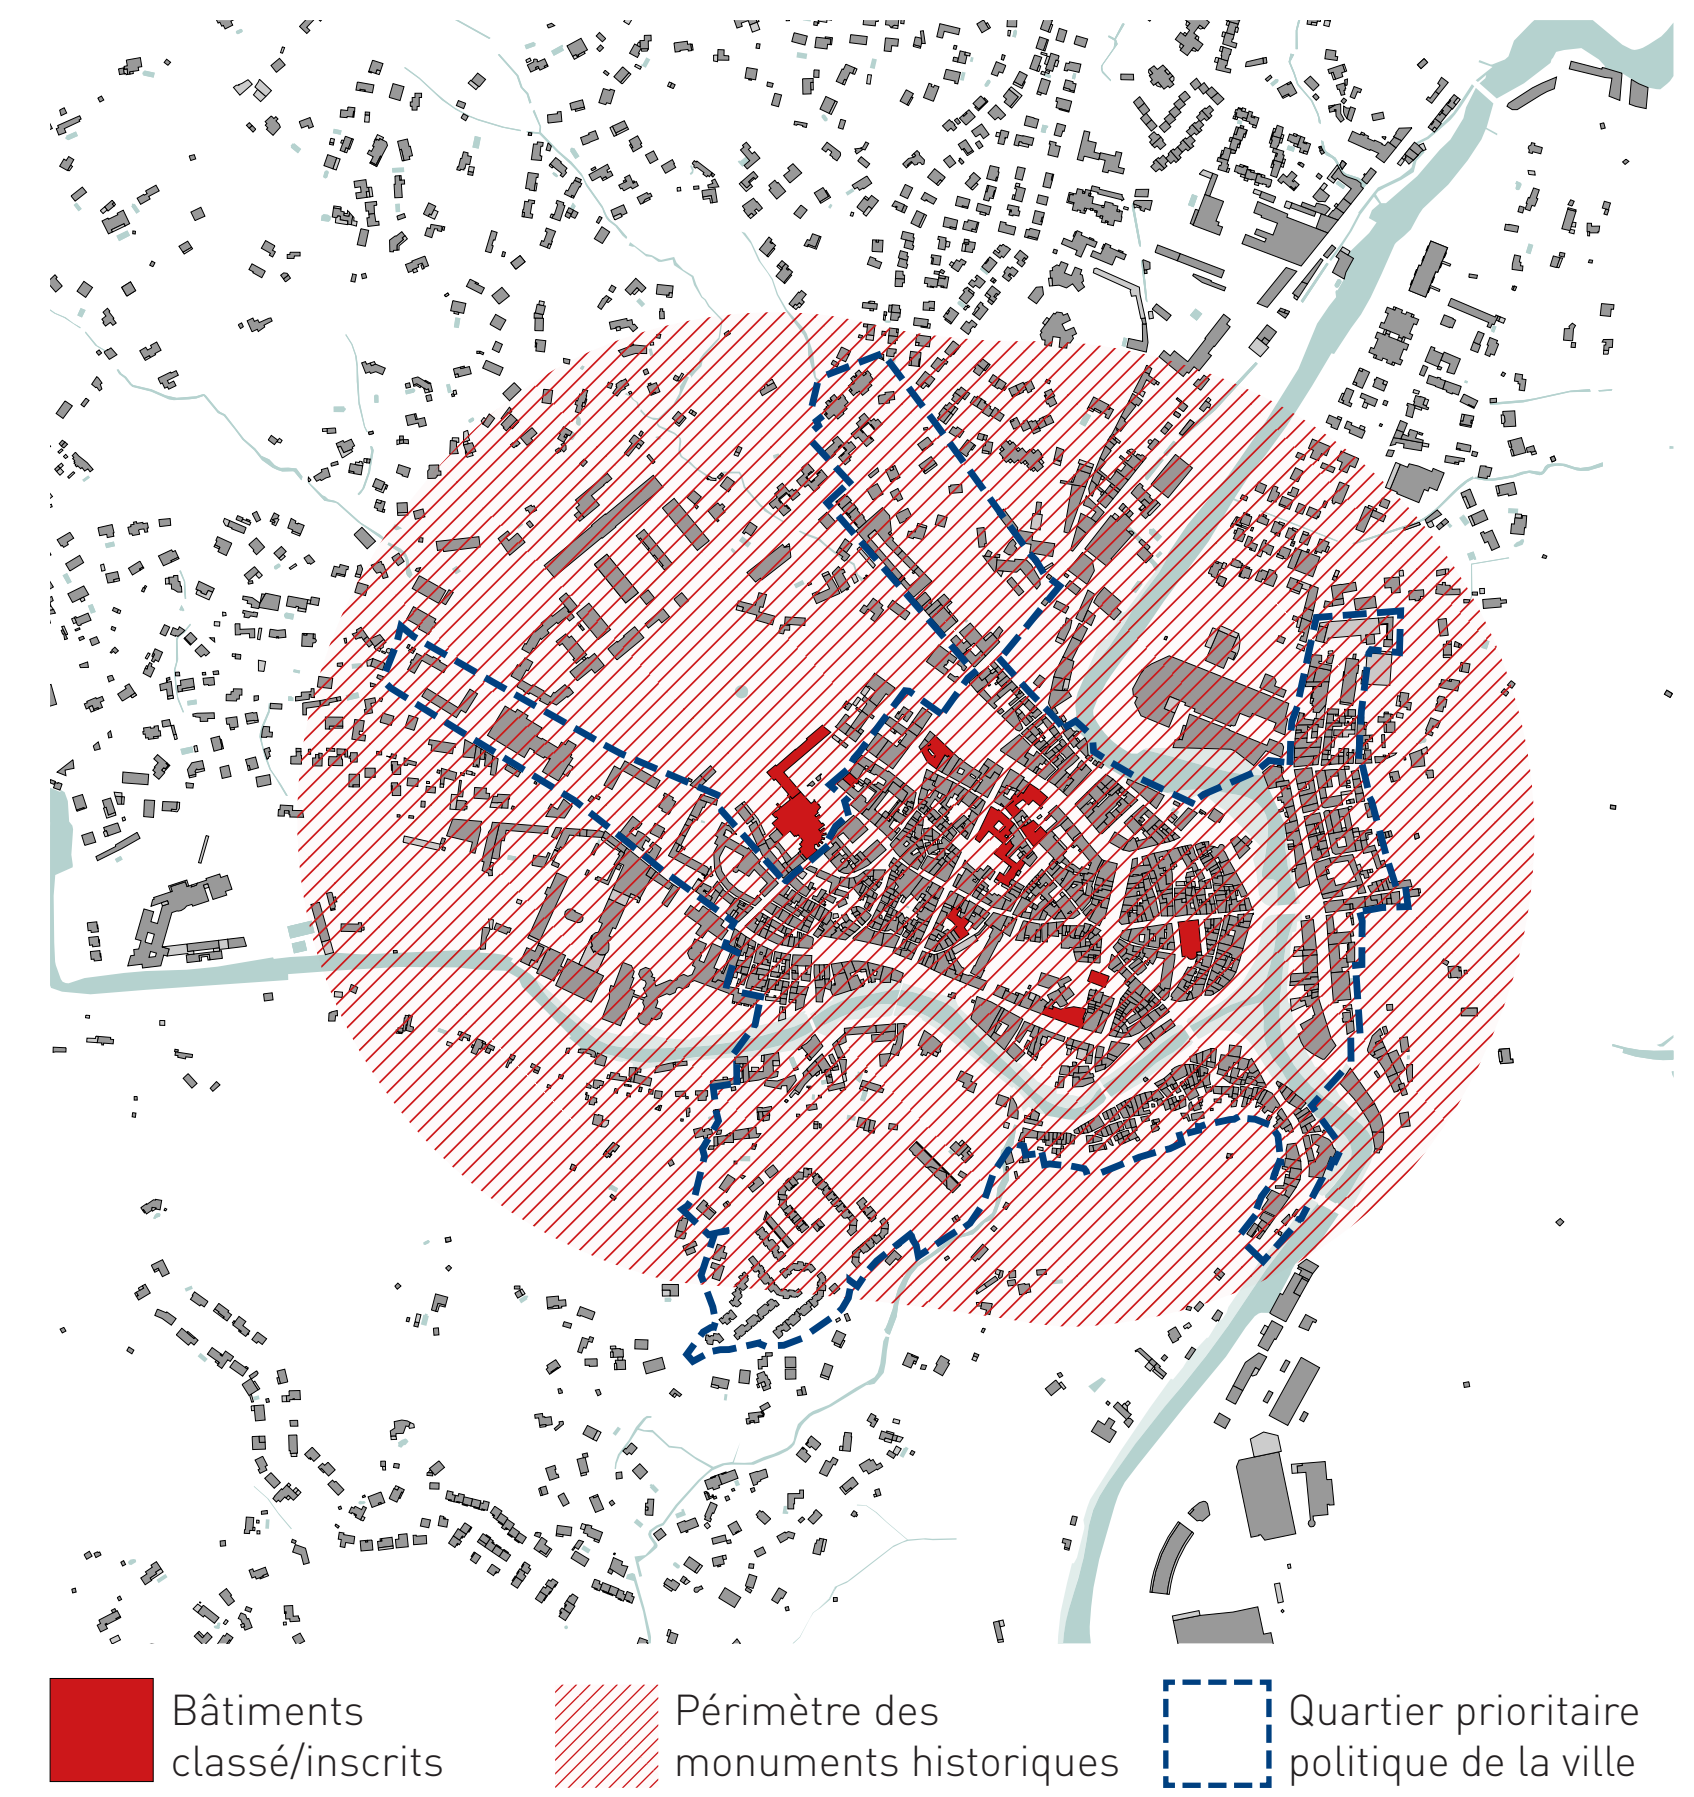 Bâtiments
classé/inscrits
Périmètre des
monuments historiques
Quartier prioritaire
politique de la ville